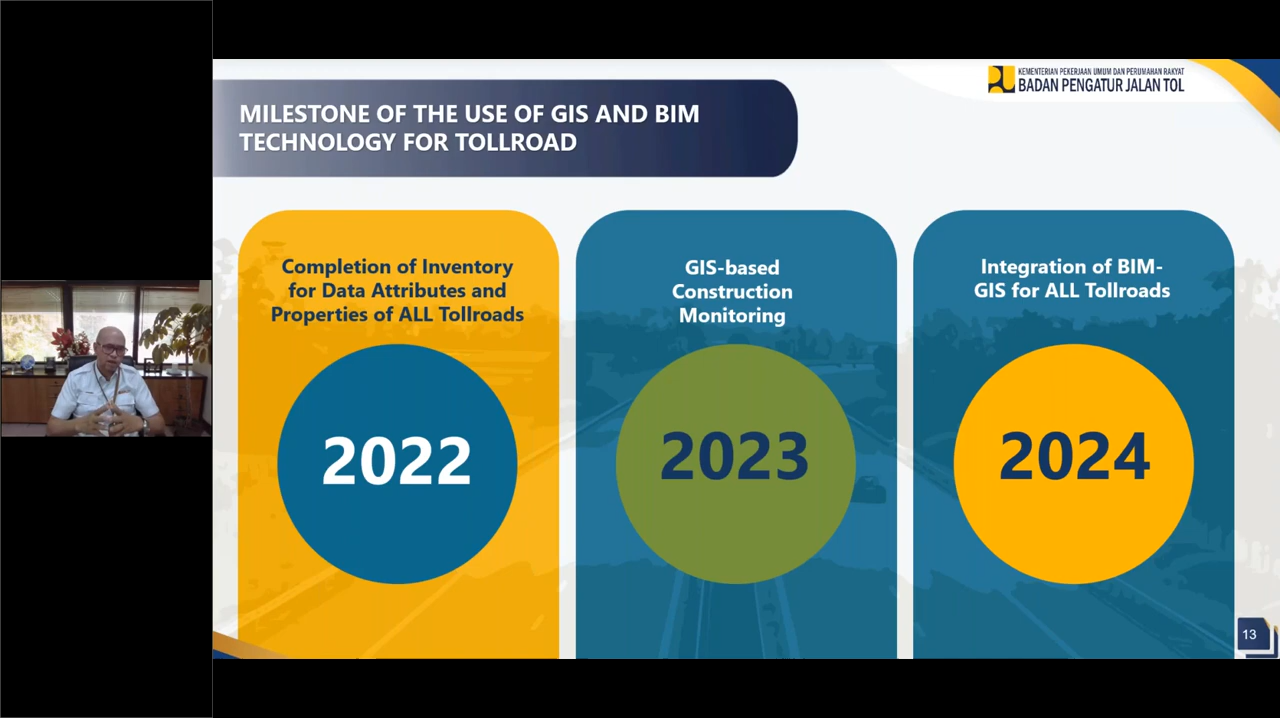 KEMENTERIAN PEKERJAAN UMUM DAN PERUMAHAN RAKYAT
BADAN PENGATUR JALAN TOL
MILESTONE OF THE USE OF GIS AND BIM
TECHNOLOGY FOR TOLLROAD
Completion of Inventory
for Data Attributes and
Properties of ALL Tollroads
2022
GIS-based
Construction
Monitoring
2023
Integration of BIM-
GIS for ALL Tollroads
2024
13